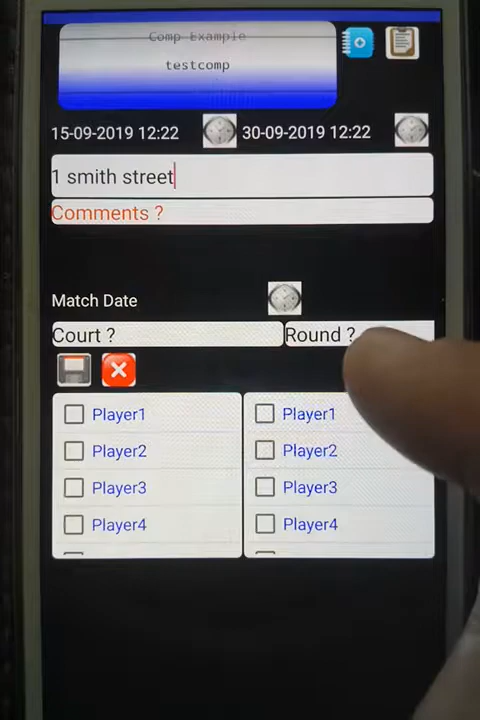 Comp Example
testcomp
15-09-2019 12:22 30-09-2019 12:22
1 smith street
Comments ?
Match Date
Court ? Round ?
Player1 Player1
Player2 Player2
Player3 Player3
Player4 Player4